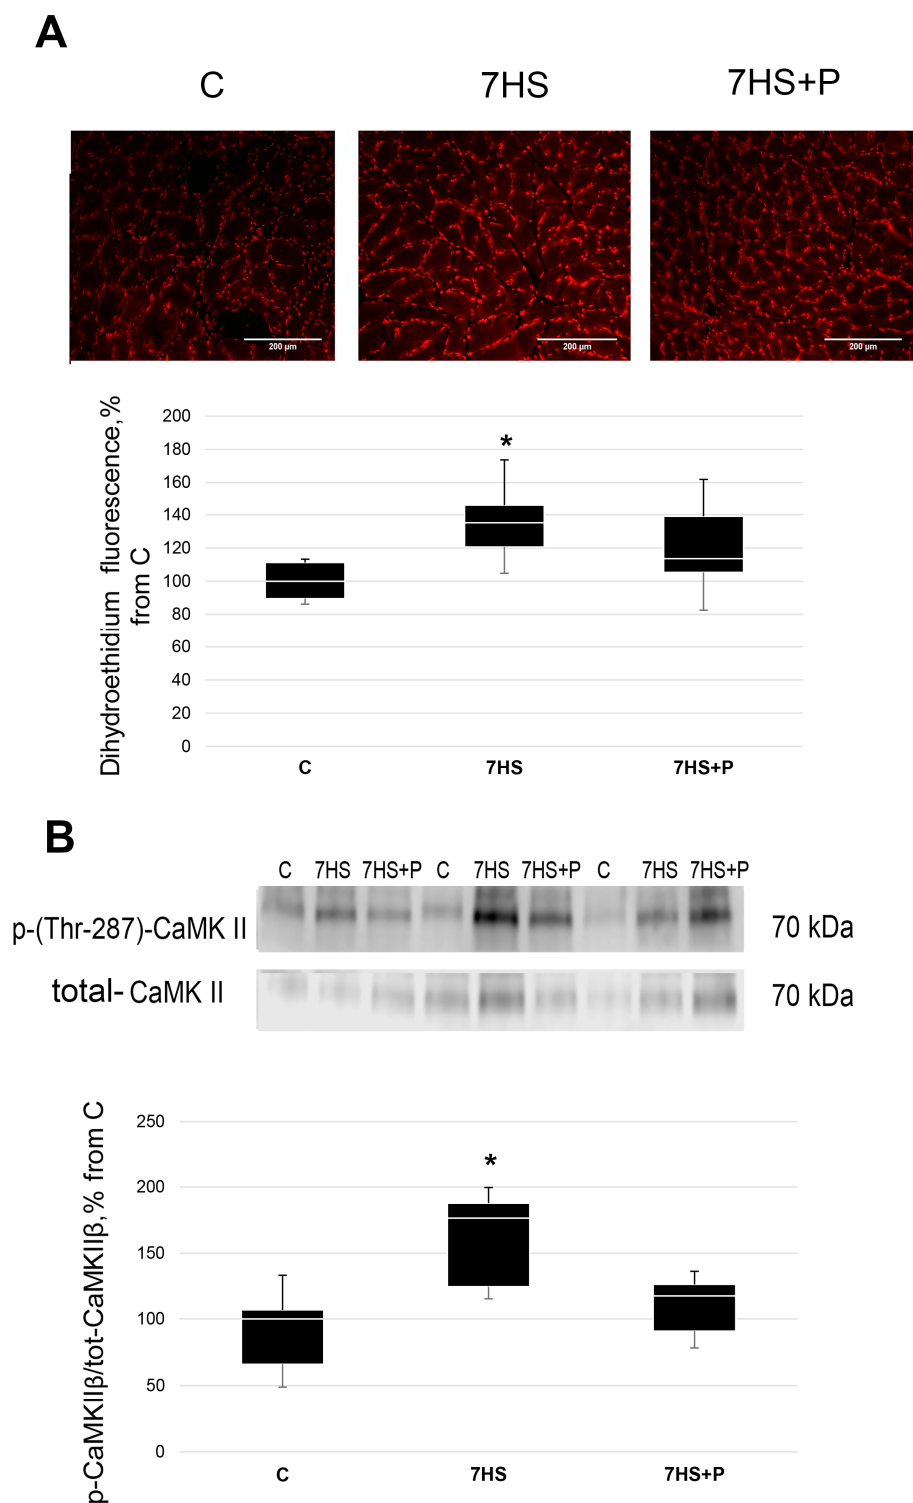 A
C 7HS 7HS+P
200 µm 200 µm 200 µm
Dihydroethidium fluorescence,%
from C
200
180
160
140
120
100
80
60
40
20
0
*
C 7HS 7HS+P
B
C 7HS 7HS+P C 7HS 7HS+P C 7HS 7HS+P
p-(Thr-287)-CaMK II 70 kDa
total- CaMK II 70 kDa
p-CaMKIIβ/tot-CaMKIIβ,% from C
250
200
150
100
50
0
*
C 7HS 7HS+P